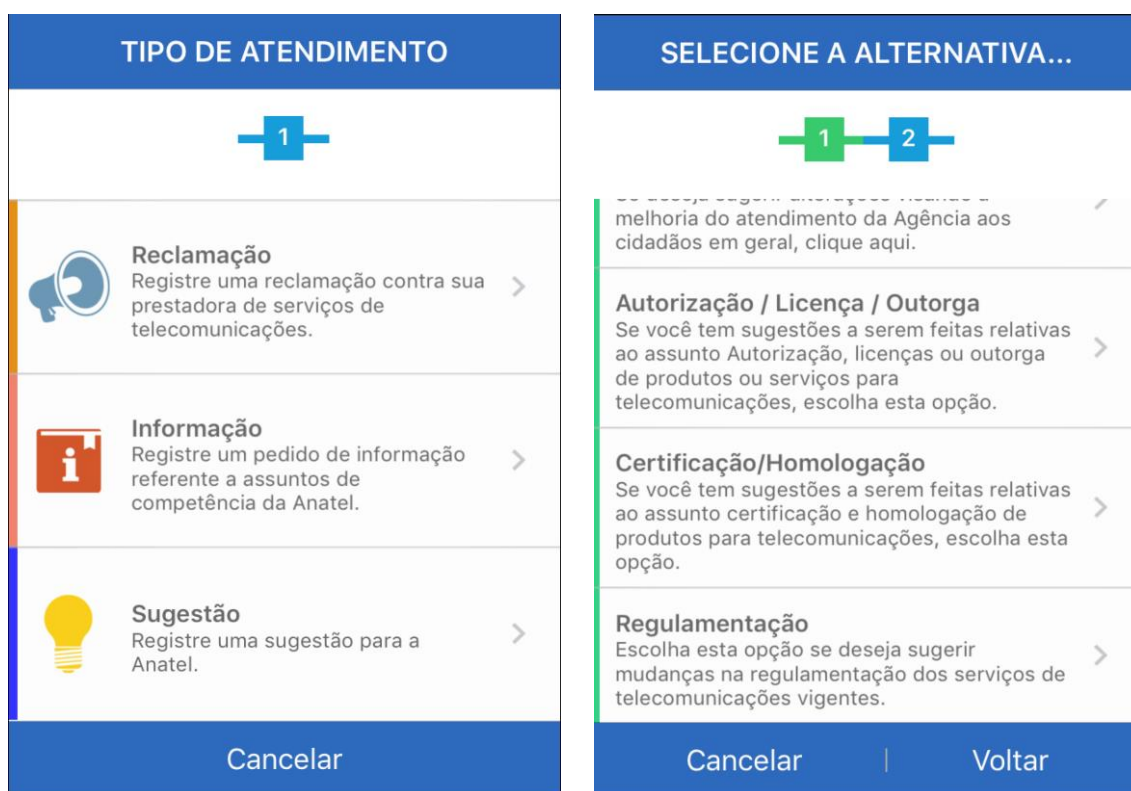 TIPO DE ATENDIMENTO
1
Reclamação
Registre uma reclamação contra sua
prestadora de serviços de
telecomunicações.
Informação
Registre um pedido de informação
referente a assuntos de
competência da Anatel.
Sugestão
Registre uma sugestão para a
Anatel.
Cancelar
SELECIONE A ALTERNATIVA...
1 2
melhoria do atendimento da Agência aos
cidadãos em geral, clique aqui.
Autorização / Licença / Outorga
Se você tem sugestões a serem feitas relativas
ao assunto Autorização, licenças ou outorga
de produtos ou serviços para
telecomunicações, escolha esta opção.
Certificação/Homologação
Se você tem sugestões a serem feitas relativas
ao assunto certificação e homologação de
produtos para telecomunicações, escolha esta
opção.
Regulamentação
Escolha esta opção se deseja sugerir
mudanças na regulamentação dos serviços de
telecomunicações vigentes.
Cancelar | Voltar